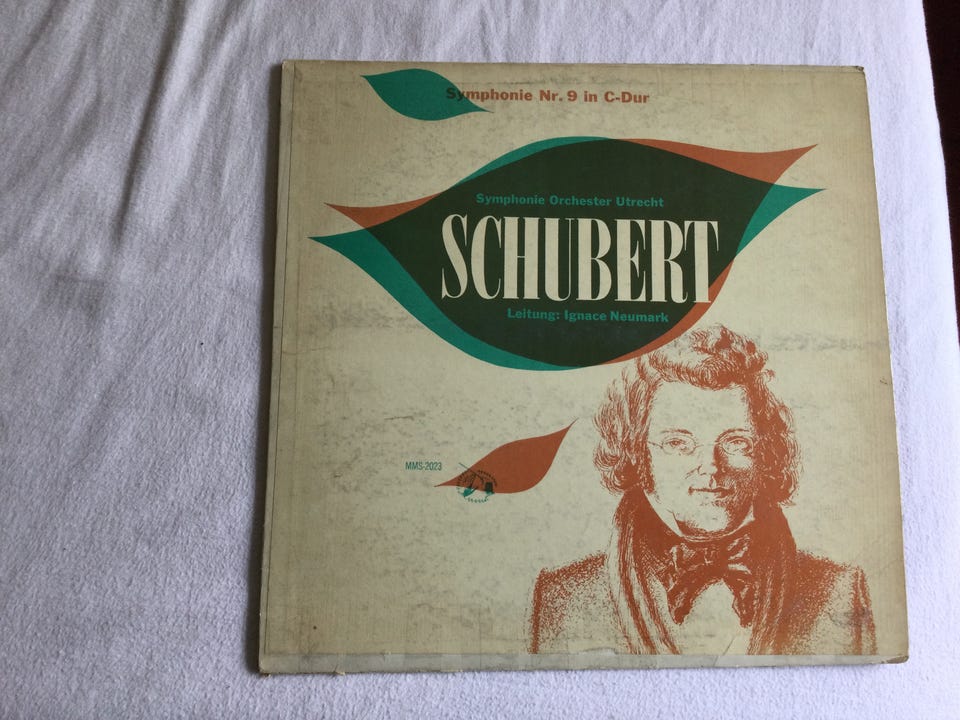 Symphonie Nr. 9 in C-Dur
Symphonie Orchester Utrecht
SCHUBERT
Leitung: Ignace Neumark
MMS-2023